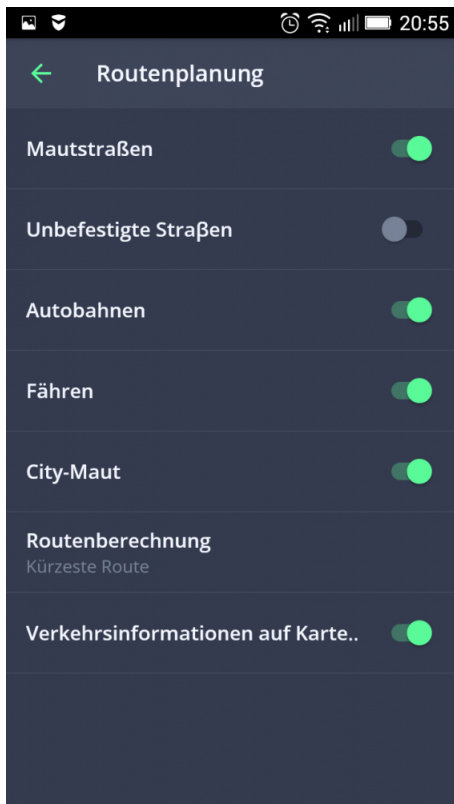 20:55
Routenplanung
Mautstraßen
Unbefestigte Straβen
Autobahnen
Fähren
City-Maut
Routenberechnung
Kürzeste Route
Verkehrsinformationen auf Karte..